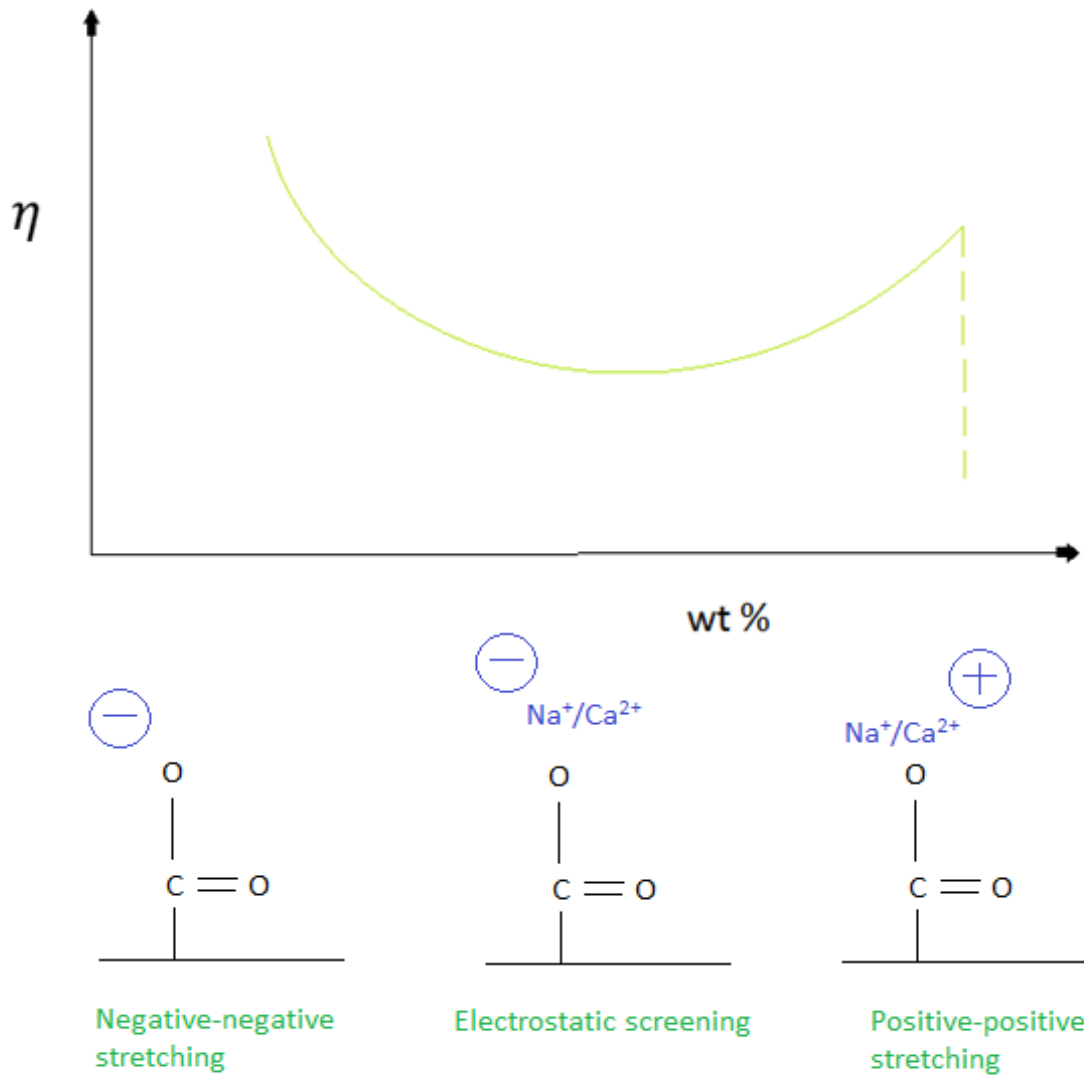 η
wt %
−
Na⁺/Ca²⁺
O
C = O
Negative-negative
stretching
−
Na⁺/Ca²⁺
O
C = O
Electrostatic screening
+
O
C = O
Positive-positive
stretching